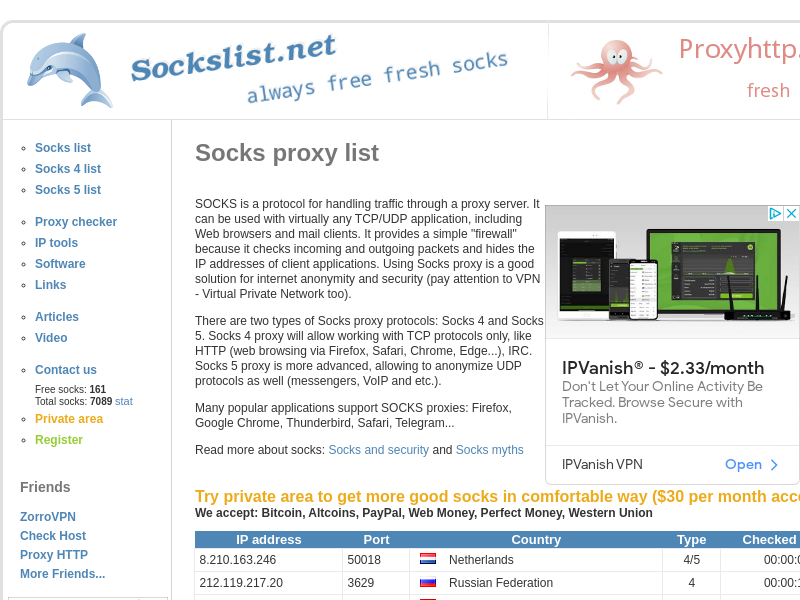 Sockslist.net
always free fresh socks
Proxyhttp.
fresh
Socks list
Socks 4 list
Socks 5 list
Proxy checker
IP tools
Software
Links
Articles
Video
Contact us
Free socks: 161
Total socks: 7089 stat
Private area
Register
Friends
ZorroVPN
Check Host
Proxy HTTP
More Friends...
Socks proxy list
SOCKS is a protocol for handling traffic through a proxy server. It
can be used with virtually any TCP/UDP application, including
Web browsers and mail clients. It provides a simple "firewall"
because it checks incoming and outgoing packets and hides the
IP addresses of client applications. Using Socks proxy is a good
solution for internet anonymity and security (pay attention to VPN
- Virtual Private Network too).
There are two types of Socks proxy protocols: Socks 4 and Socks
5. Socks 4 proxy will allow working with TCP protocols only, like
HTTP (web browsing via Firefox, Safari, Chrome, Edge...), IRC.
Socks 5 proxy is more advanced, allowing to anonymize UDP
protocols as well (messengers, VoIP and etc.).
Many popular applications support SOCKS proxies: Firefox,
Google Chrome, Thunderbird, Safari, Telegram...
Read more about socks: Socks and security and Socks myths
IPVanish® - $2.33/month
Don't Let Your Online Activity Be
Tracked. Browse Secure with
IPVanish.
IPVanish VPN Open
Try private area to get more good socks in comfortable way ($30 per month acc
We accept: Bitcoin, Altcoins, PayPal, Web Money, Perfect Money, Western Union
IP address Port Country Type Checked
8.210.163.246 50018 Netherlands 4/5 00:00:
212.119.217.20 3629 Russian Federation 4 00:00: